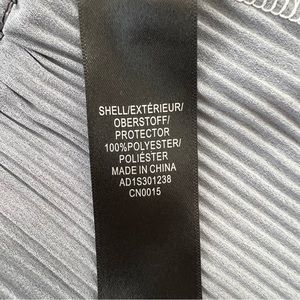 SHELL/EXTÉRIEUR/
OBERSTOFF/
PROTECTOR
100%POLYESTER/
POLIÉSTER
MADE IN CHINA
AD1S301238
CN0015